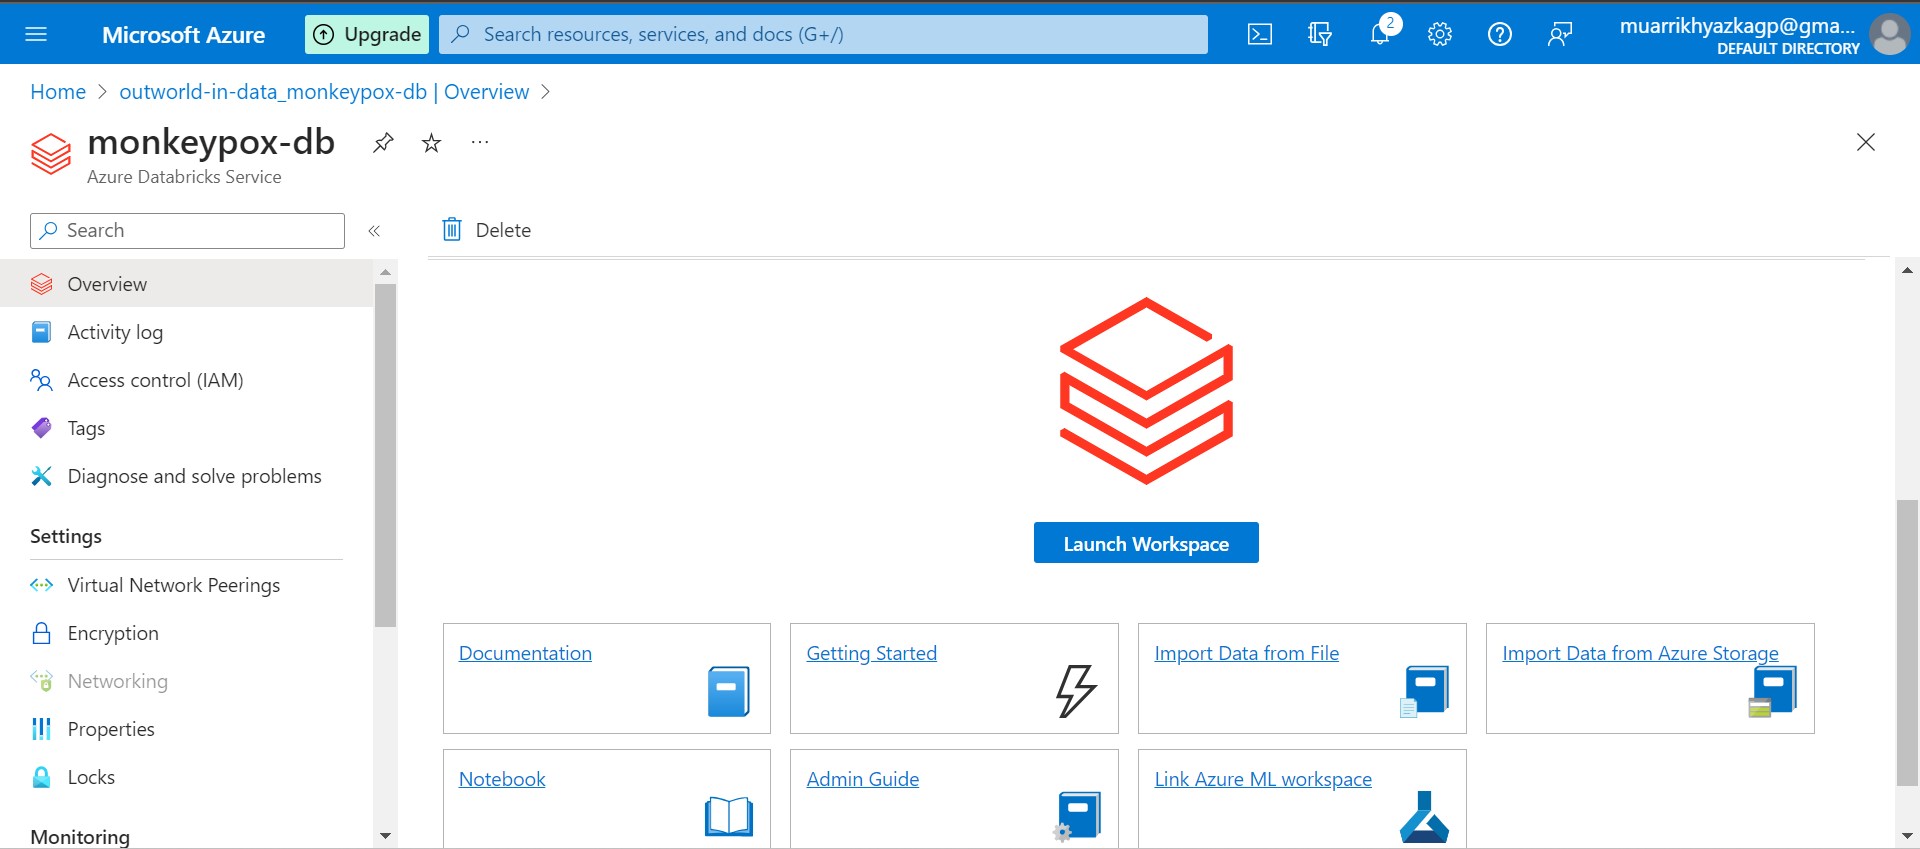 Microsoft Azure
Upgrade
Search resources, services, and docs (G+/)
2
muarrikhyazkagp@gma...
DEFAULT DIRECTORY
Home > outworld-in-data_monkeypox-db | Overview >
monkeypox-db
Azure Databricks Service
Search
«
Delete
Overview
Activity log
Access control (IAM)
Tags
Diagnose and solve problems
Settings
Virtual Network Peerings
Encryption
Networking
Properties
Locks
Monitoring
Launch Workspace
Documentation
Getting Started
Import Data from File
Import Data from Azure Storage
Notebook
Admin Guide
Link Azure ML workspace